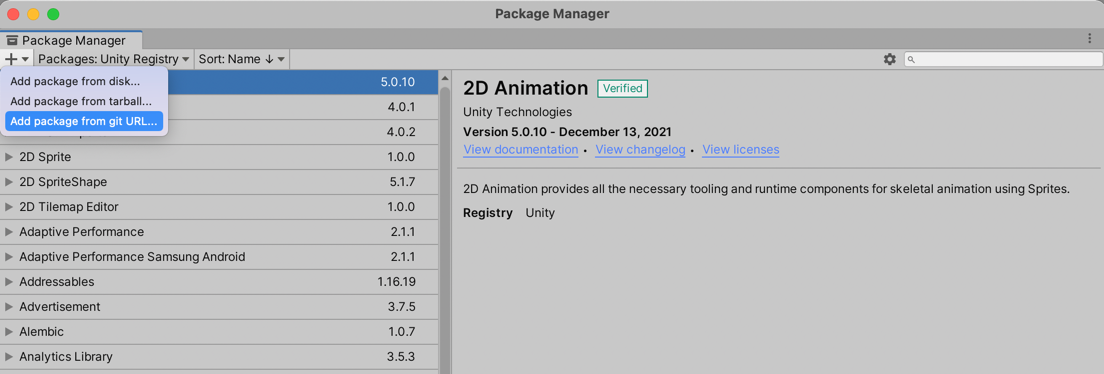 Package Manager
Package Manager
Packages: Unity Registry Sort: Name ↓
Add package from disk...
Add package from tarball...
Add package from git URL...
5.0.10
4.0.1
4.0.2
2D Sprite 1.0.0
2D SpriteShape 5.1.7
2D Tilemap Editor 1.0.0
Adaptive Performance 2.1.1
Adaptive Performance Samsung Android 2.1.1
Addressables 1.16.19
Advertisement 3.7.5
Alembic 1.0.7
Analytics Library 3.5.3
2D Animation Verified
Unity Technologies
Version 5.0.10 - December 13, 2021
View documentation • View changelog • View licenses
2D Animation provides all the necessary tooling and runtime components for skeletal animation using Sprites.
Registry Unity